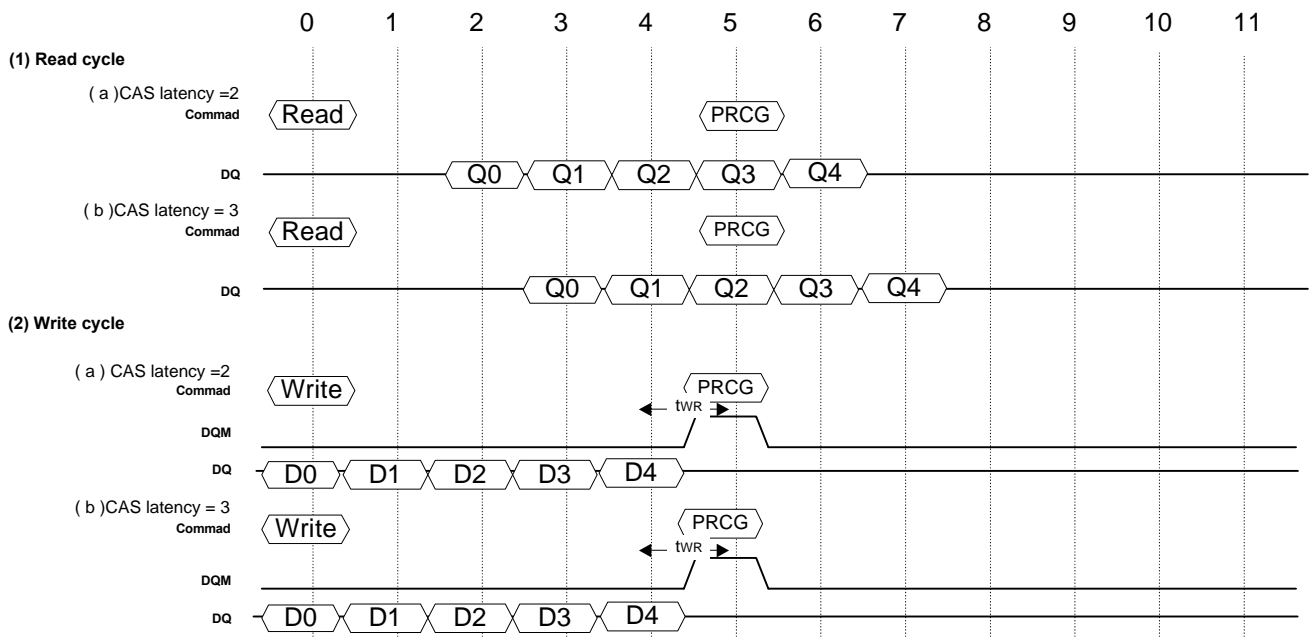 0 1 2 3 4 5 6 7 8 9 10 11
(1) Read cycle
( a )CAS latency =2
Commad Read PRCG
DQ Q0 Q1 Q2 Q3 Q4
( b )CAS latency = 3
Commad Read PRCG
DQ Q0 Q1 Q2 Q3 Q4
(2) Write cycle
( a ) CAS latency =2
Commad Write PRCG
tWR
DQM
DQ D0 D1 D2 D3 D4
( b )CAS latency = 3
Commad Write PRCG
tWR
DQM
DQ D0 D1 D2 D3 D4